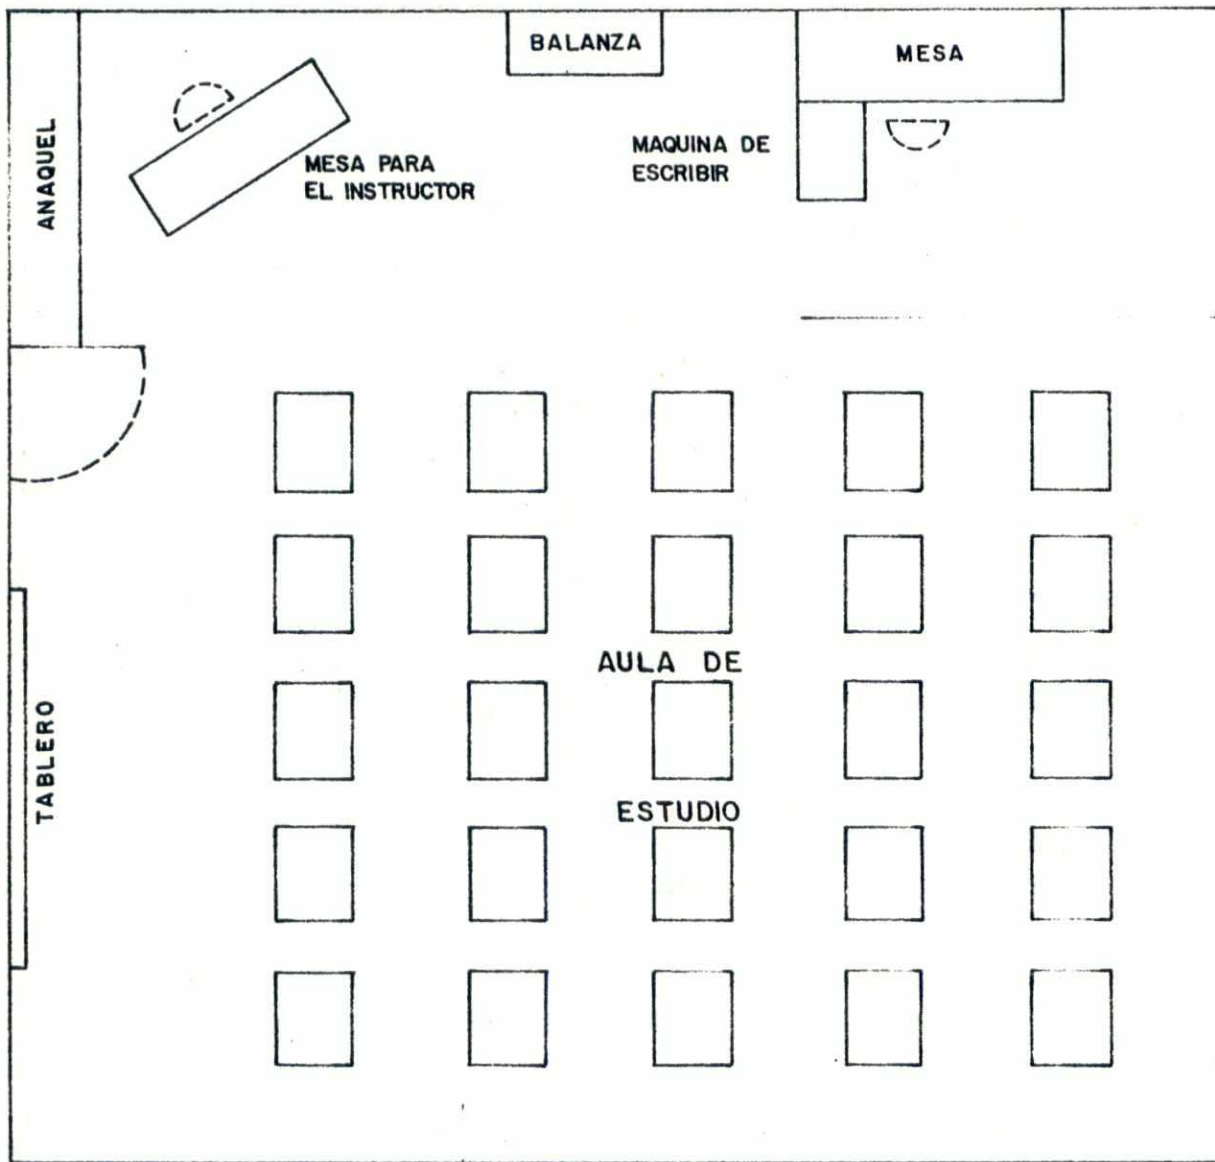 BALANZA
MESA
ANAQUEL
MESA PARA
EL INSTRUCTOR
MAQUINA DE
ESCRIBIR
AULA DE
TABLERO
ESTUDIO